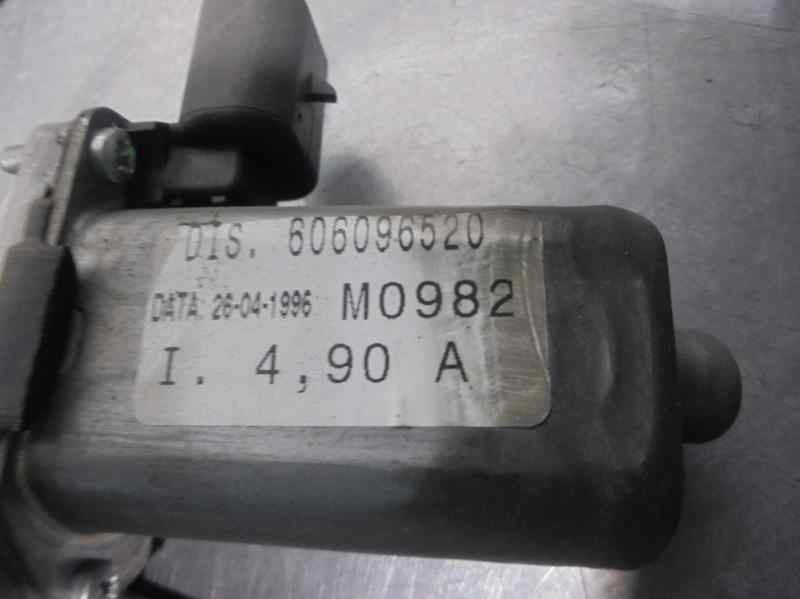 DIS. 606096520
DATA: 26-04-1996 M0982
I. 4,90 A